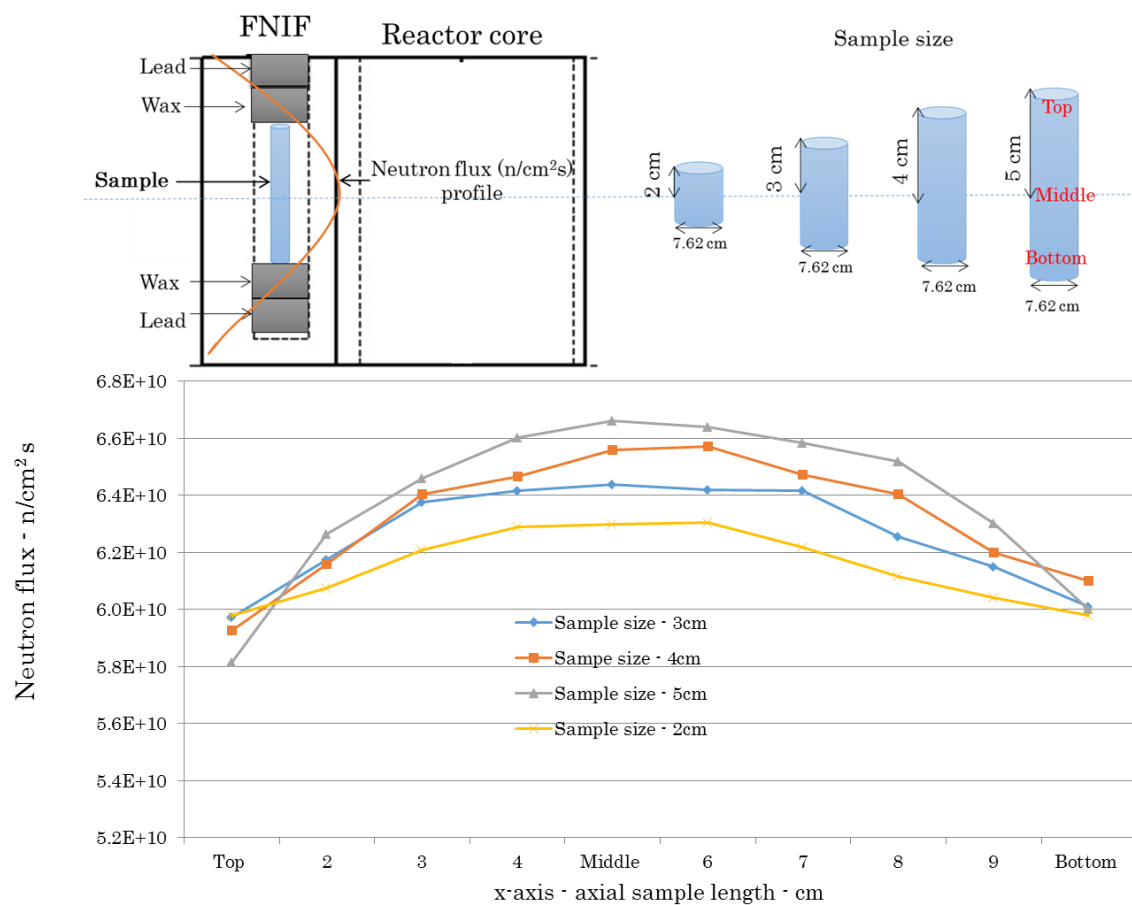 FNIF
Reactor core
Lead
Wax
Sample
Neutron flux (n/cm²s)
profile
Wax
Lead
Sample size
2 cm
7.62 cm
3 cm
7.62 cm
4 cm
7.62 cm
5 cm
Top
Middle
Bottom
7.62 cm
Neutron flux - n/cm² s
6.8E+10
6.6E+10
6.4E+10
6.2E+10
6.0E+10
5.8E+10
5.6E+10
5.4E+10
5.2E+10
Sample size - 3cm
Sampe size - 4cm
Sample size - 5cm
Sample size - 2cm
Top 2 3 4 Middle 6 7 8 9 Bottom
x-axis - axial sample length - cm